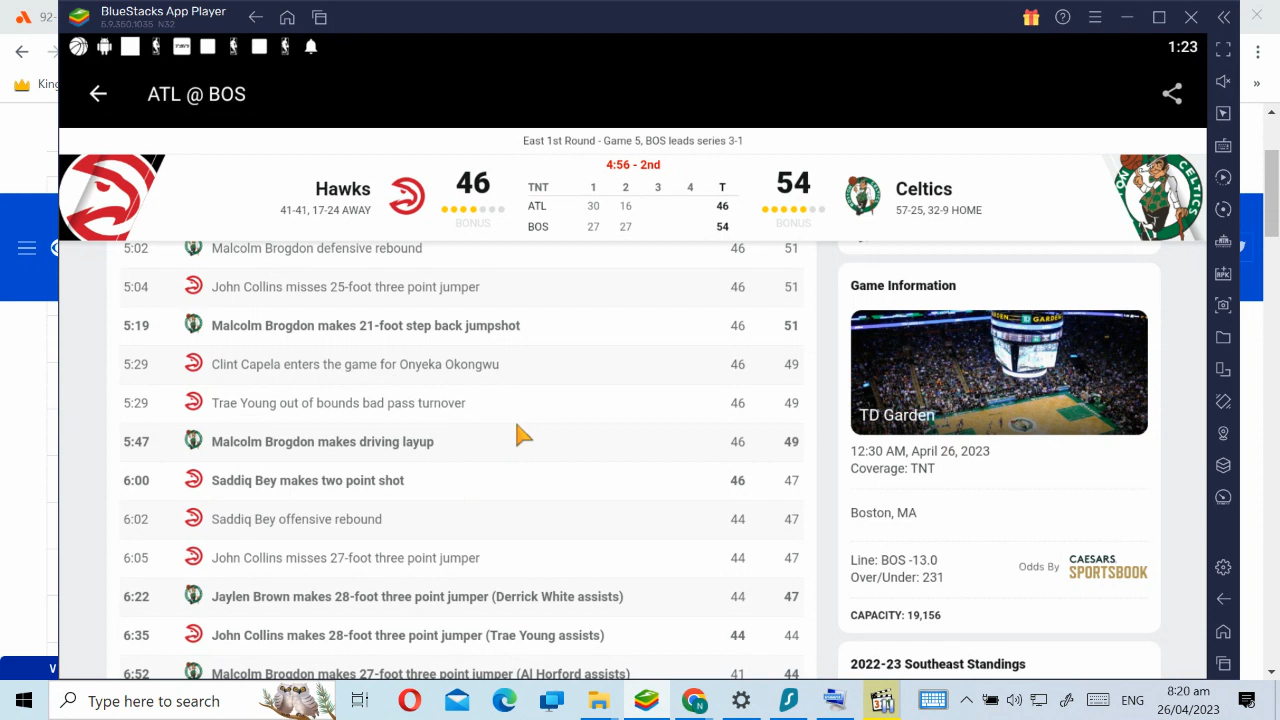 92
5.9.350.1035 N32
King
»
1:23
ATL @ BOS
East 1st Round - Game 5, BOS leads series 3-1
4:56 - 2nd
Hawks
41-41, 17-24 AWAY
46
BONUS
TNT 1 2 3 4 T
ATL 30 16 46
BOS 27 27 54
54
BONUS
Celtics
57-25, 32-9 HOME
5:02 Malcolm Brogdon defensive rebound 46 51
5:04 John Collins misses 25-foot three point jumper 46 51
5:19 Malcolm Brogdon makes 21-foot step back jumpshot 46 51
5:29 Clint Capela enters the game for Onyeka Okongwu 46 49
5:29 Trae Young out of bounds bad pass turnover 46 49
5:47 Malcolm Brogdon makes driving layup 46 49
6:00 Saddiq Bey makes two point shot 46 47
6:02 Saddiq Bey offensive rebound 44 47
6:05 John Collins misses 27-foot three point jumper 44 47
6:22 Jaylen Brown makes 28-foot three point jumper (Derrick White assists) 44 47
6:35 John Collins makes 28-foot three point jumper (Trae Young assists) 44 44
6:52 Malcolm Brogdon makes 27-foot three point jumper (Al Horford assists) 41 44
Game Information
TD Garden
12:30 AM, April 26, 2023
Coverage: TNT
Boston, MA
Line: BOS -13.0
Over/Under: 231
Odds By CAESARS SPORTSBOOK
CAPACITY: 19,156
2022-23 Southeast Standings
W
Type here to search
8:20 AM